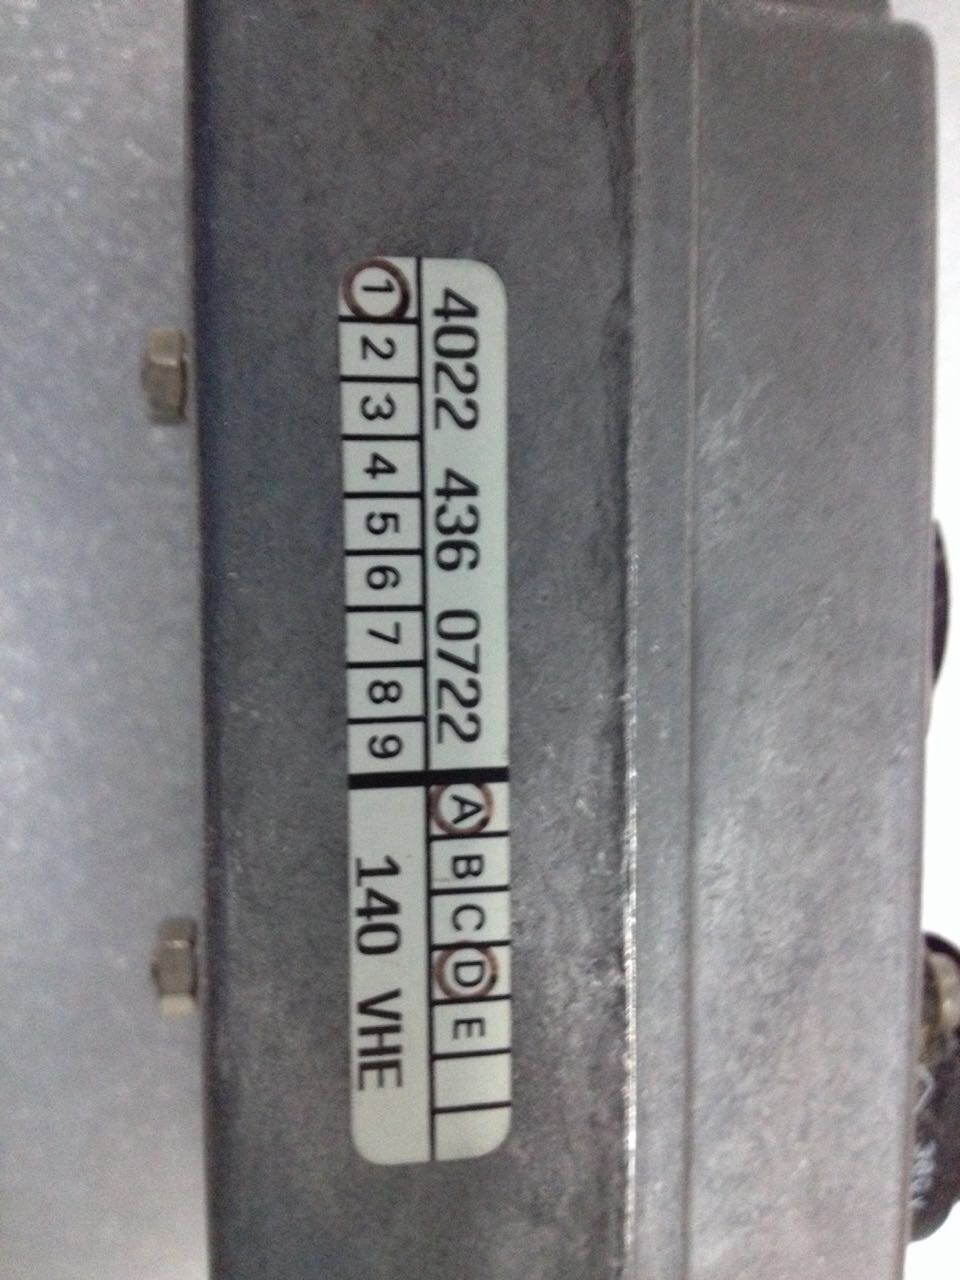 4022 436 0722 A B C D E
1 2 3 4 5 6 7 8 9 140 VHE